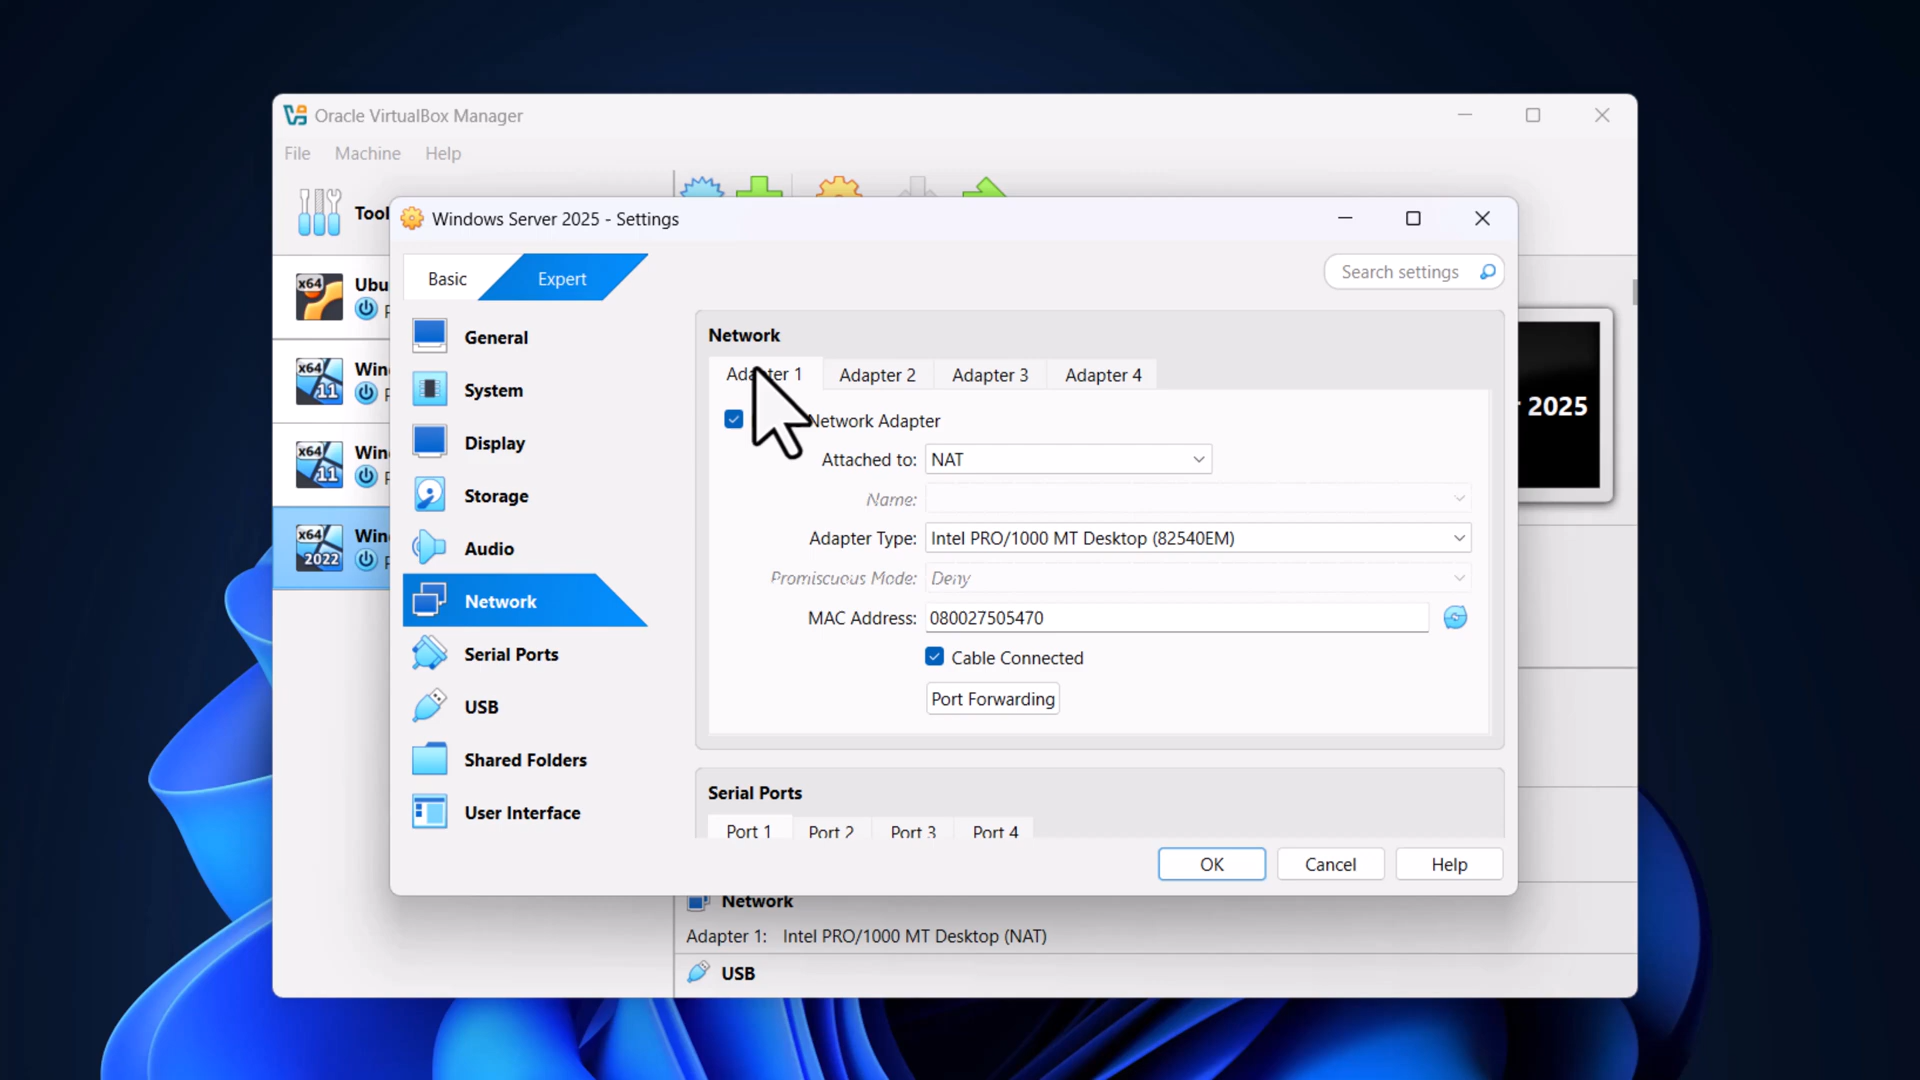 Oracle VirtualBox Manager
File Machine Help
Tool
Windows Server 2025 - Settings
Basic Expert
Search settings
x64
Ubu
x64
11
Win
x64
11
Win
x64
2022
Win
General
System
Display
Storage
Audio
Network
Serial Ports
USB
Shared Folders
User Interface
Network
Adapter 1 Adapter 2 Adapter 3 Adapter 4
Network Adapter
Attached to: NAT
Name:
Adapter Type: Intel PRO/1000 MT Desktop (82540EM)
Promiscuous Mode: Deny
MAC Address: 080027505470
Cable Connected
Port Forwarding
Serial Ports
Port 1 Port 2 Port 3 Port 4
OK Cancel Help
2025
Network
Adapter 1: Intel PRO/1000 MT Desktop (NAT)
USB